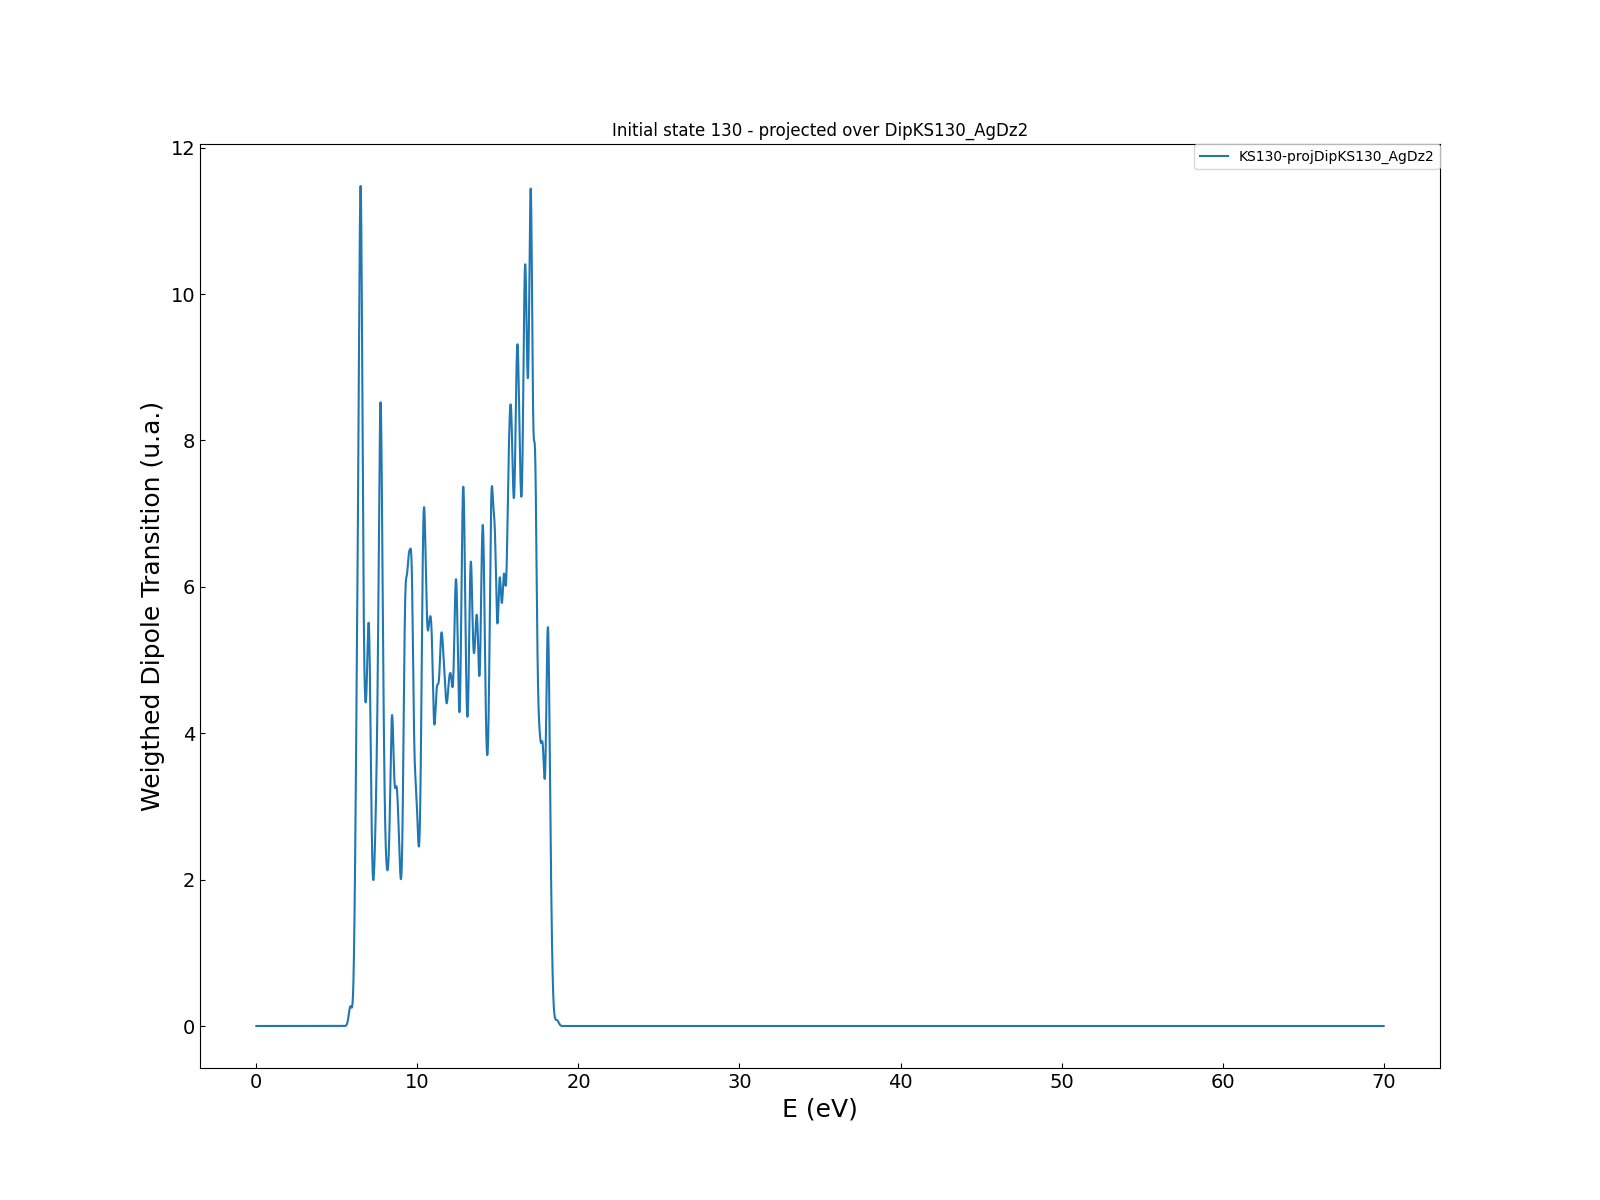 Initial state 130 - projected over DipKS130_AgDz2
KS130-projDipKS130_AgDz2
Weigthed Dipole Transition (u.a.)
12
10
8
6
4
2
0
0 10 20 30 40 50 60 70
E (eV)